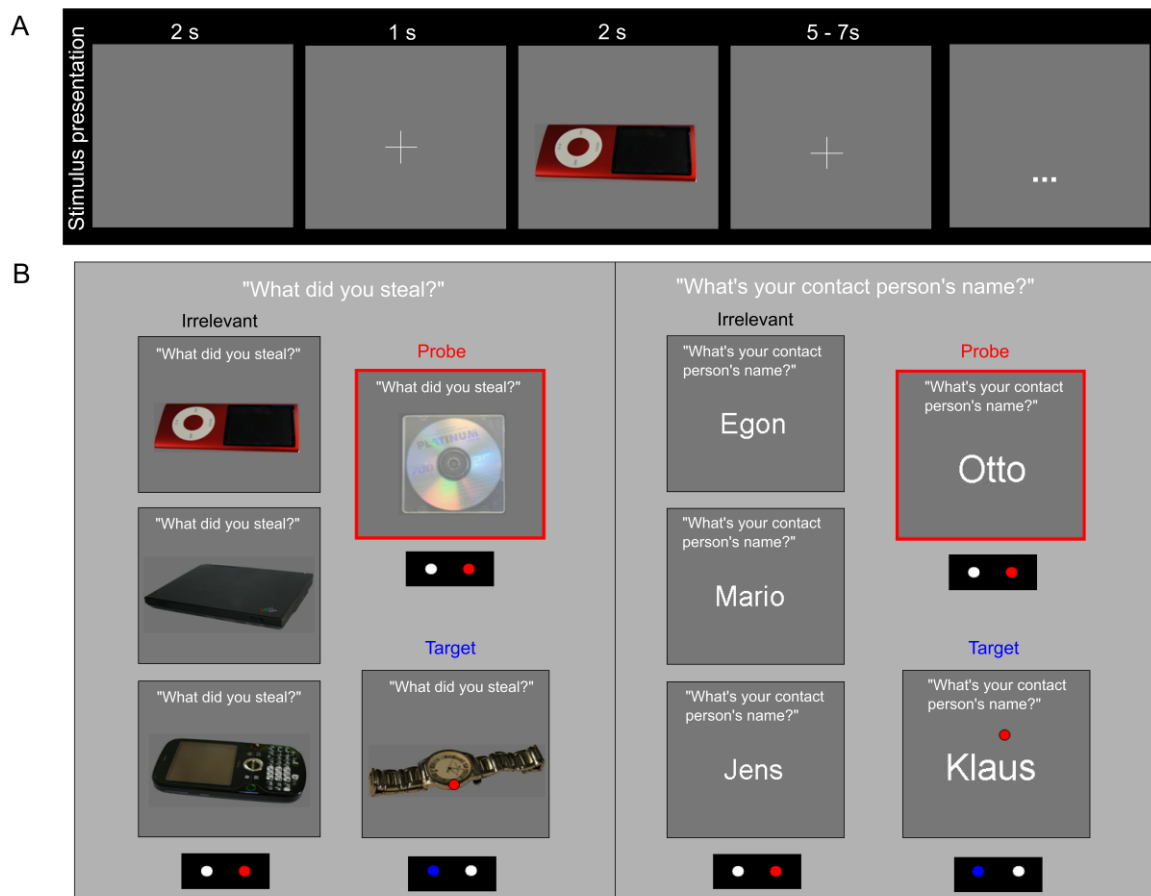 A
2 s
1 s
2 s
5 - 7s
Stimulus presentation
...
B
"What did you steal?"
Irrelevant
"What did you steal?"
"What did you steal?"
"What did you steal?"
Probe
"What did you steal?"
PLATINUM
700
Target
"What did you steal?"
"What's your contact person's name?"
Irrelevant
"What's your contact
person's name?"
Egon
"What's your contact
person's name?"
Mario
"What's your contact
person's name?"
Jens
Probe
"What's your contact
person's name?"
Otto
Target
"What's your contact
person's name?"
Klaus